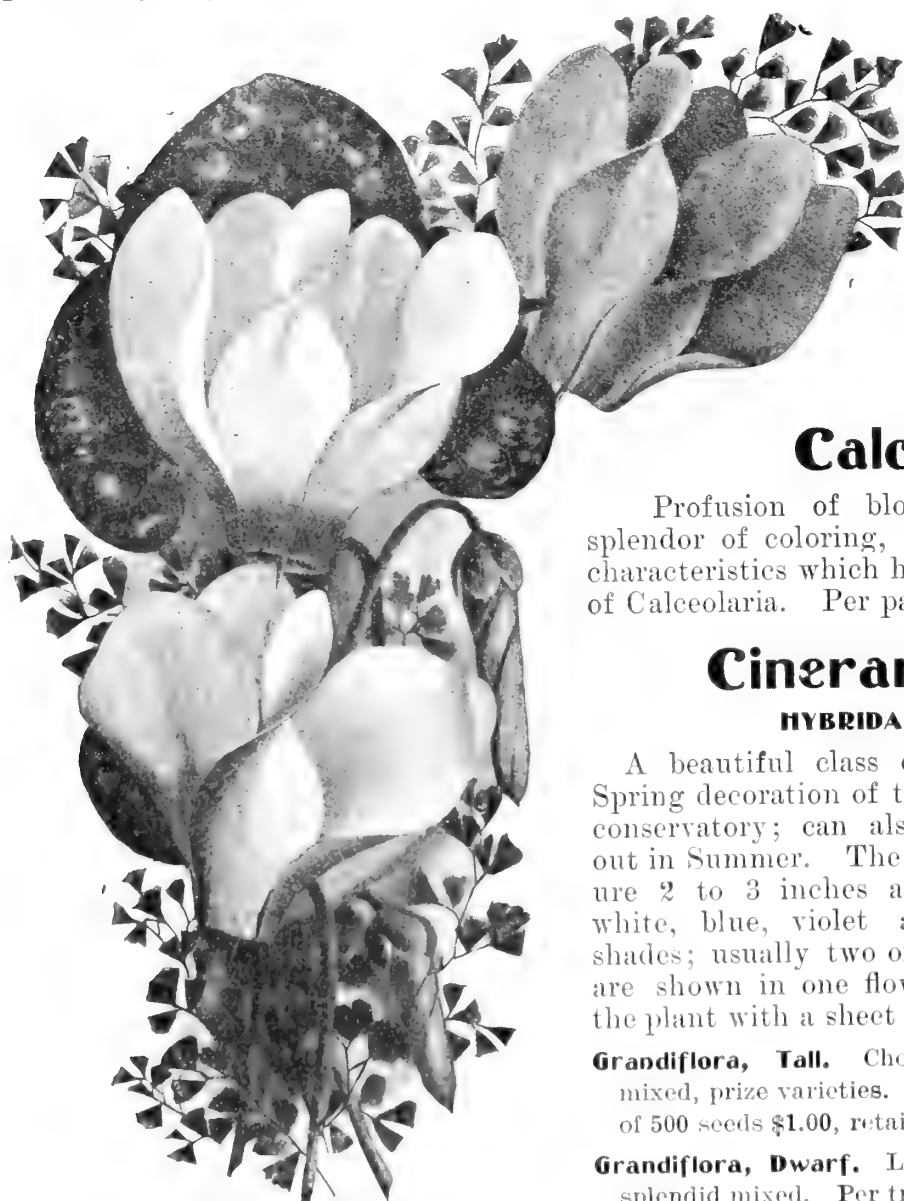 Calc
Profusion of blo
splendor of coloring,
characteristics which h
of Calceolaria. Per pa
Cinerar
HYBRIDA
A beautiful class
Spring decoration of t
conservatory; can als
out in Summer. The
ure 2 to 3 inches a
white, blue, violet a
shades; usually two o
are shown in one flow
the plant with a sheet
Grandiflora, Tall. Cho
mixed, prize varieties.
of 500 seeds $1.00, retai
Grandiflora, Dwarf. L
splendid mixed. Per tr